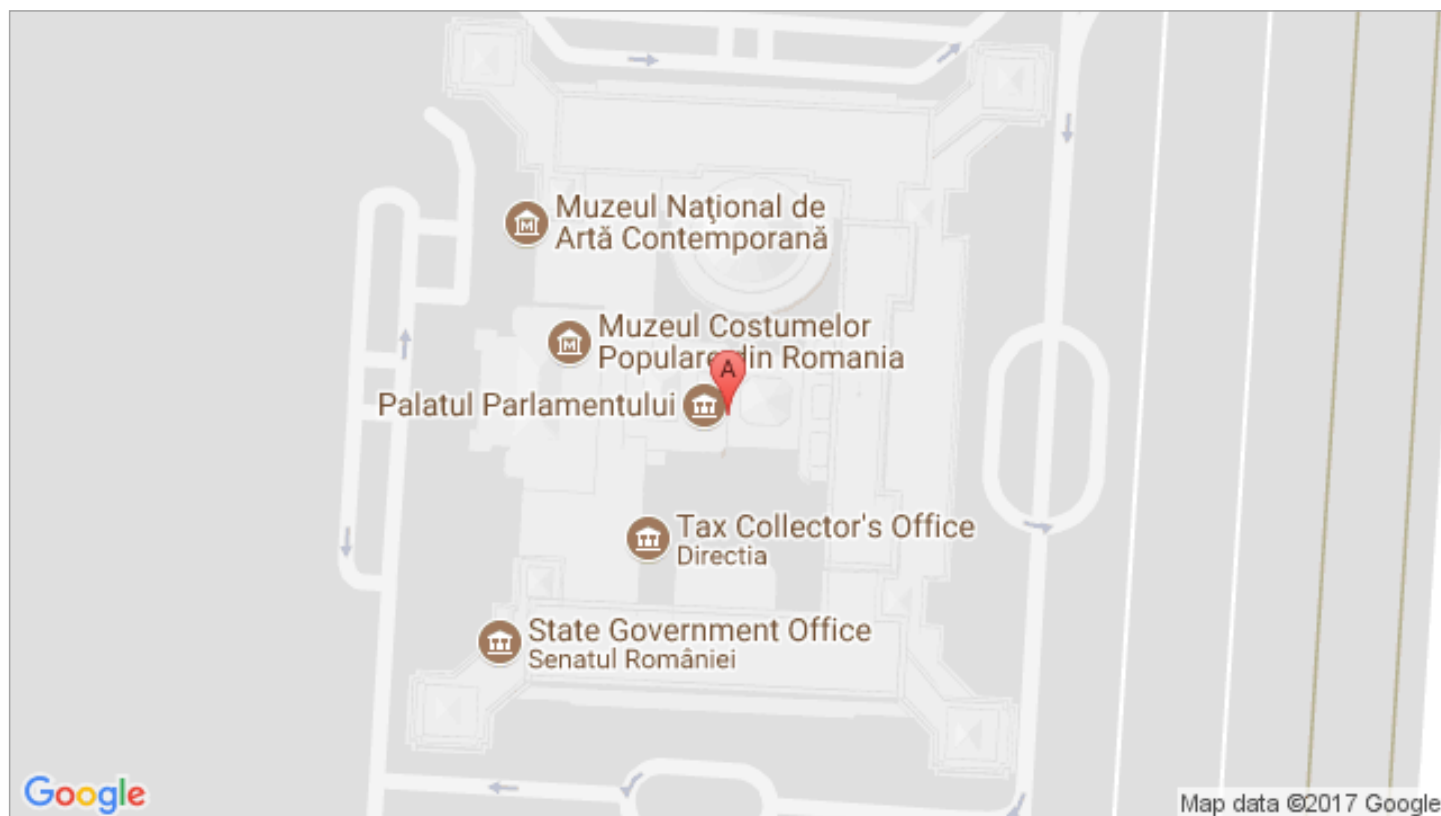 Muzeul Naţional de
Artă Contemporană
Muzeul Costumelor
Populare din Romania
A
Palatul Parlamentului
Tax Collector's Office
Directia
State Government Office
Senatul României
Google
Map data ©2017 Google